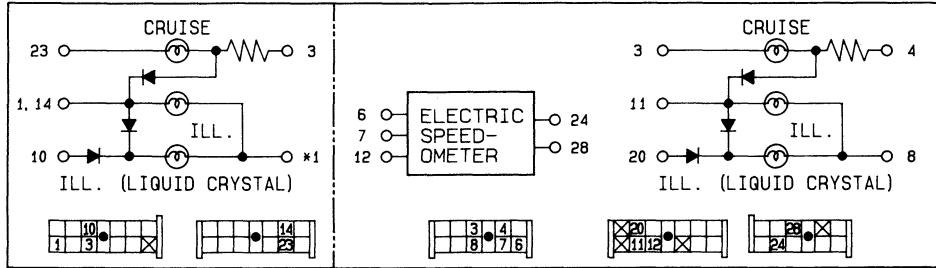 CRUISE
23 3
1, 14
ILL.
10 *1
ILL. (LIQUID CRYSTAL)
10
1 3
14
23
6 ELECTRIC 24
7 SPEED-
12 OMETER 28
CRUISE
3 4
11
ILL.
20 8
ILL. (LIQUID CRYSTAL)
3 4
8 7 6
20
11 12
28
24